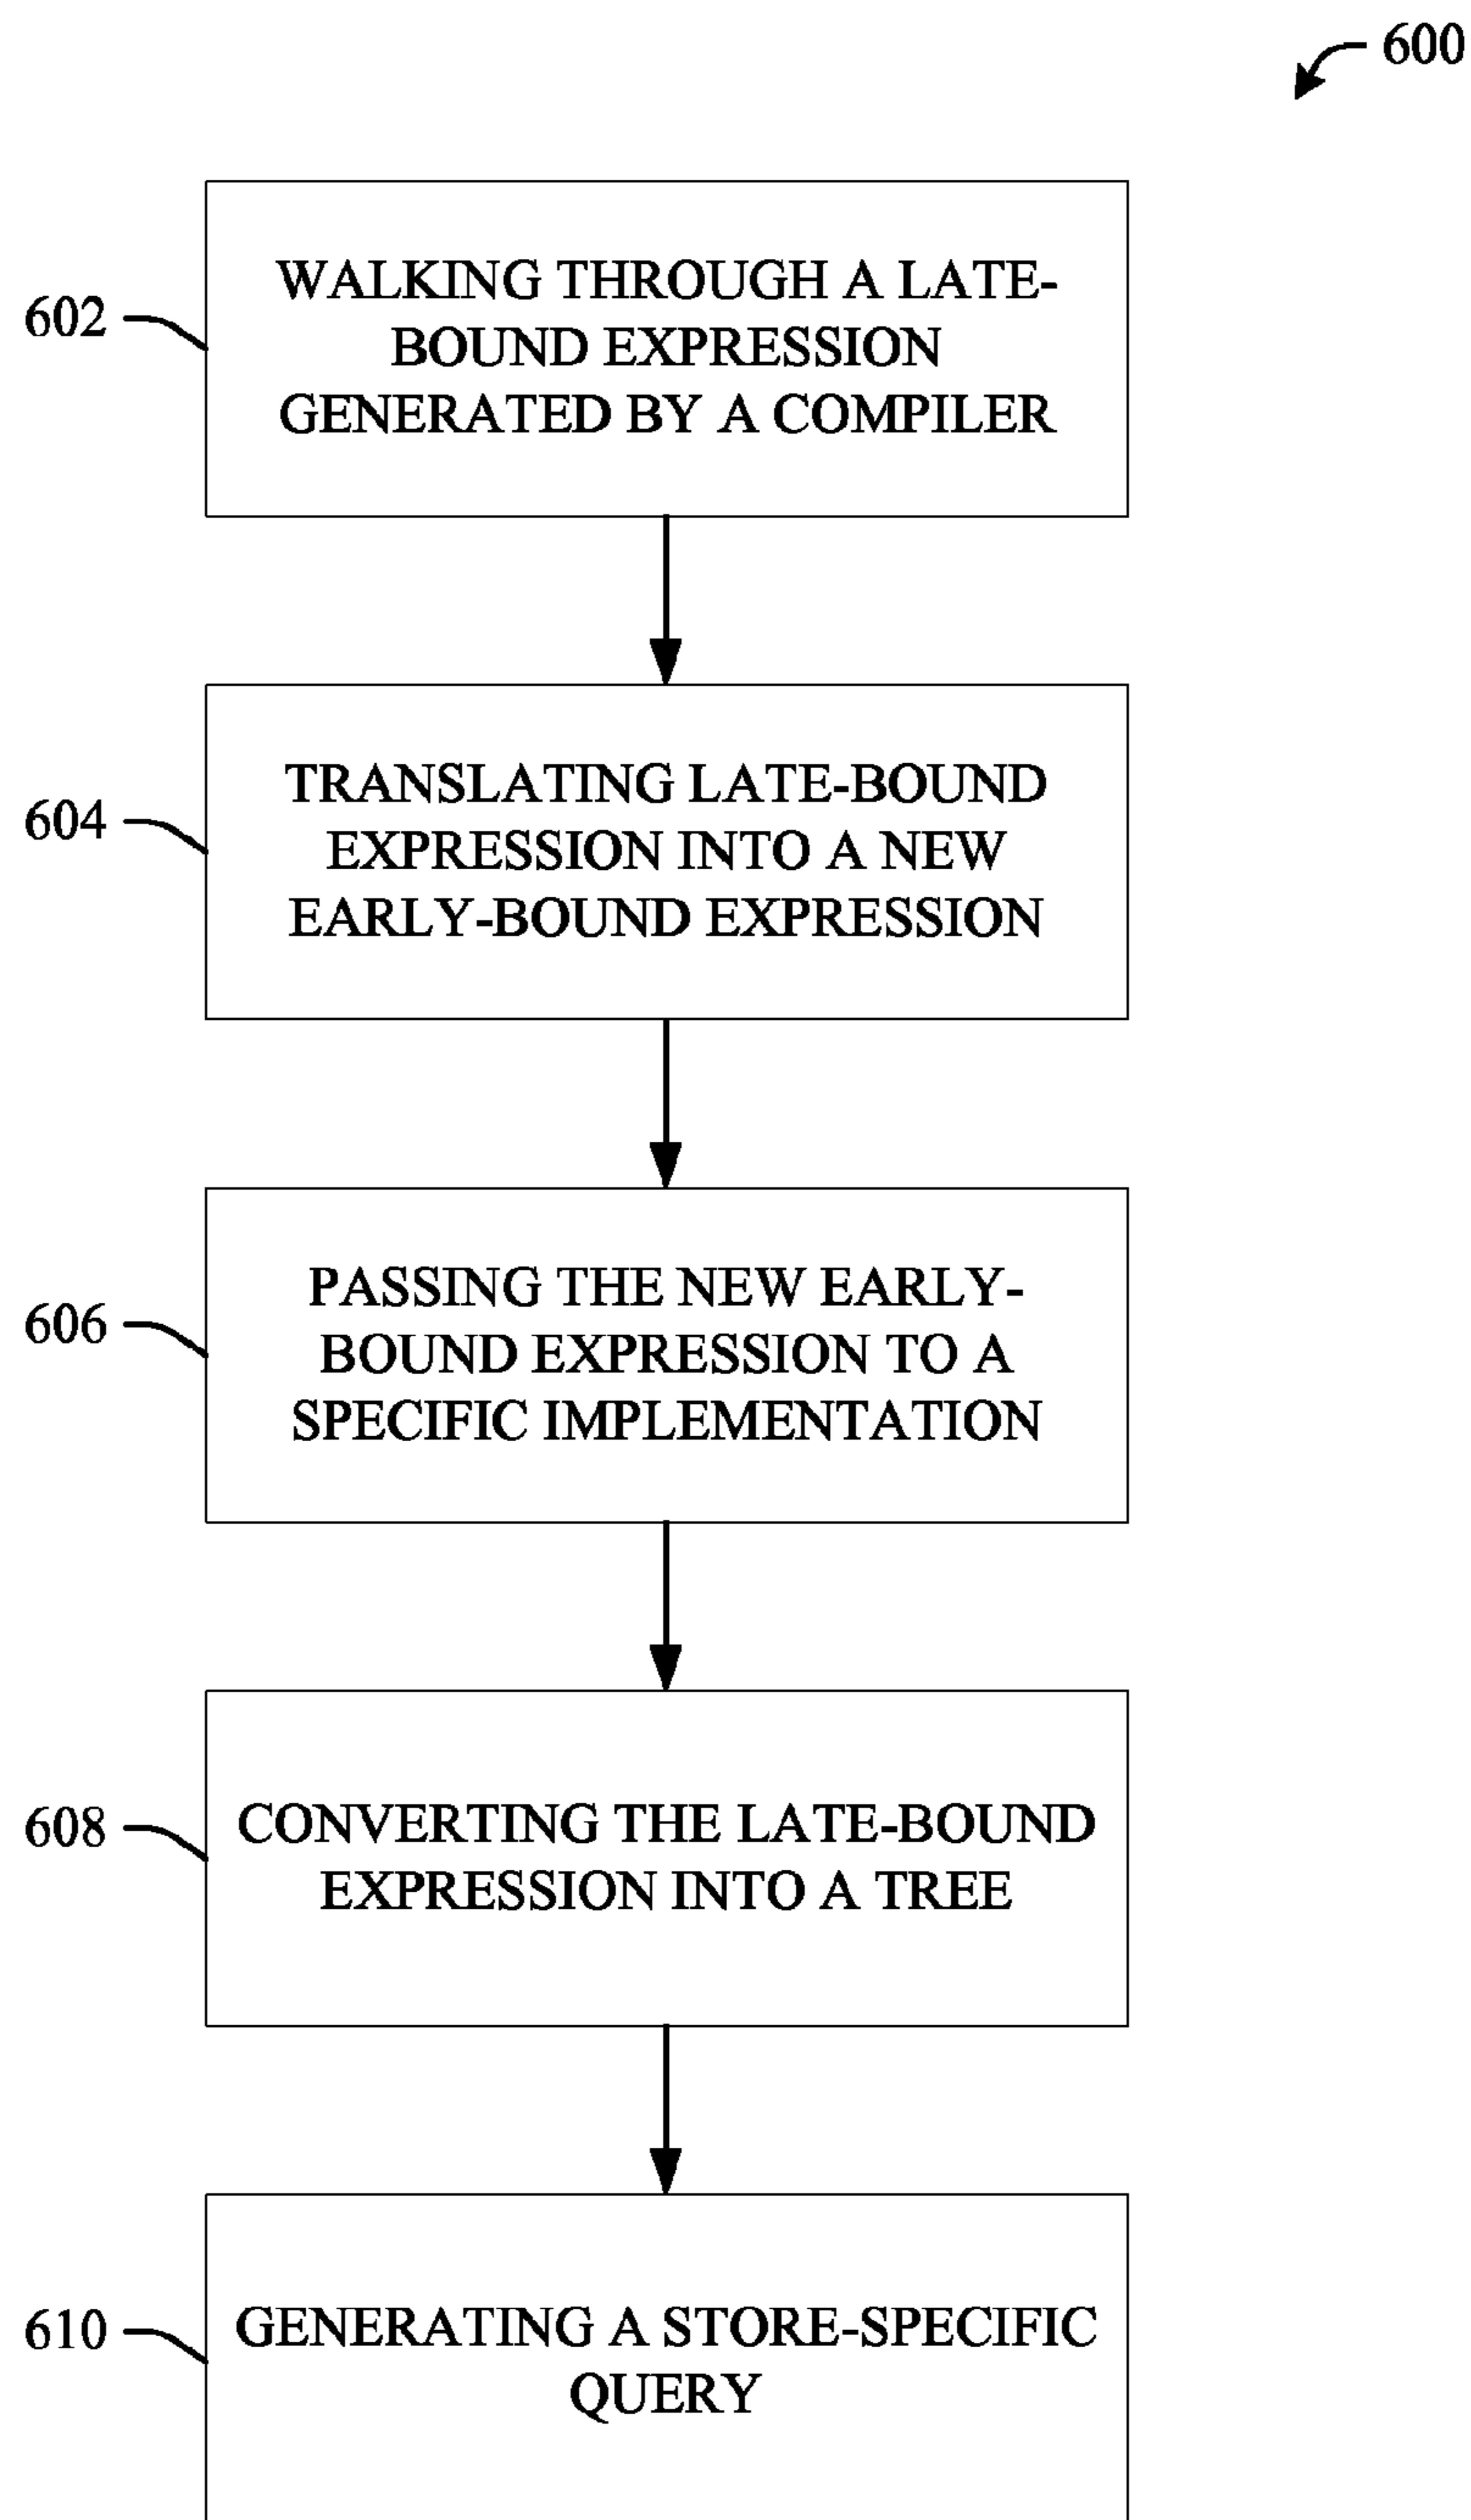 600
602
WALKING THROUGH A LATE-
BOUND EXPRESSION
GENERATED BY A COMPILER
604
TRANSLATING LATE-BOUND
EXPRESSION INTO A NEW
EARLY-BOUND EXPRESSION
606
PASSING THE NEW EARLY-
BOUND EXPRESSION TO A
SPECIFIC IMPLEMENTATION
608
CONVERTING THE LATE-BOUND
EXPRESSION INTO A TREE
610
GENERATING A STORE-SPECIFIC
QUERY